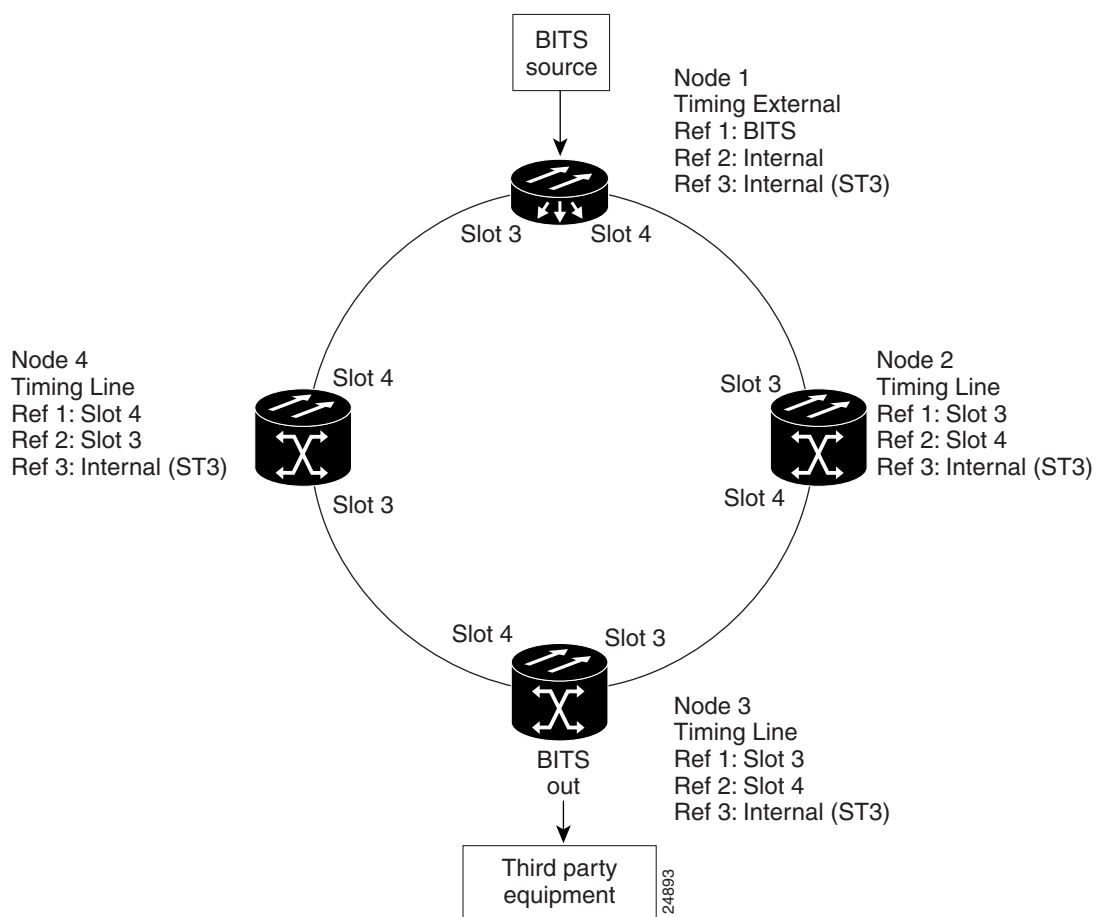 BITS
source
Node 1
Timing External
Ref 1: BITS
Ref 2: Internal
Ref 3: Internal (ST3)
Slot 3
Slot 4
Node 4
Timing Line
Ref 1: Slot 4
Ref 2: Slot 3
Ref 3: Internal (ST3)
Slot 4
Slot 3
Slot 3
Slot 4
Node 2
Timing Line
Ref 1: Slot 3
Ref 2: Slot 4
Ref 3: Internal (ST3)
Slot 4
Slot 3
BITS
out
Node 3
Timing Line
Ref 1: Slot 3
Ref 2: Slot 4
Ref 3: Internal (ST3)
Third party
equipment
24893